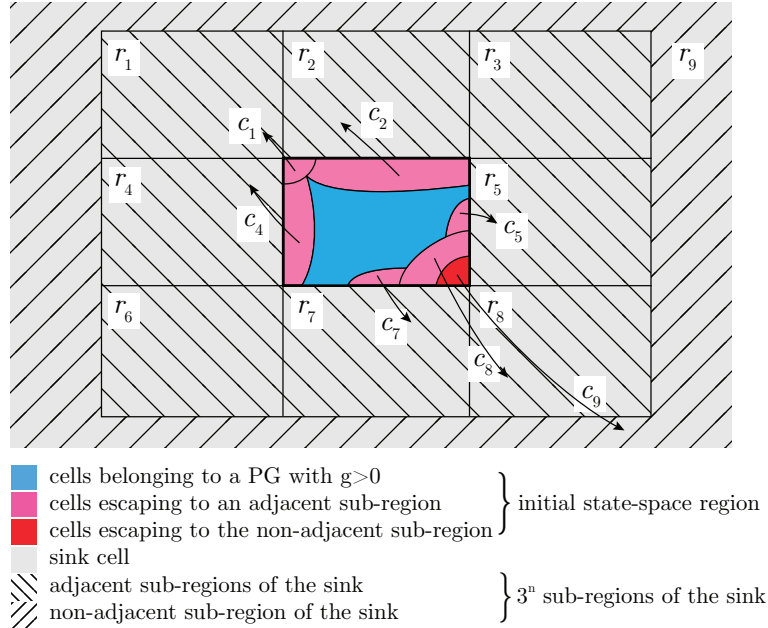 r1 r2 r3 r9
c1 c2
r4 r5
c4 c5
r6 r7 r8
c7 c8
c9
cells belonging to a PG with g>0
cells escaping to an adjacent sub-region
cells escaping to the non-adjacent sub-region
initial state-space region
sink cell
adjacent sub-regions of the sink
non-adjacent sub-region of the sink
3ⁿ sub-regions of the sink